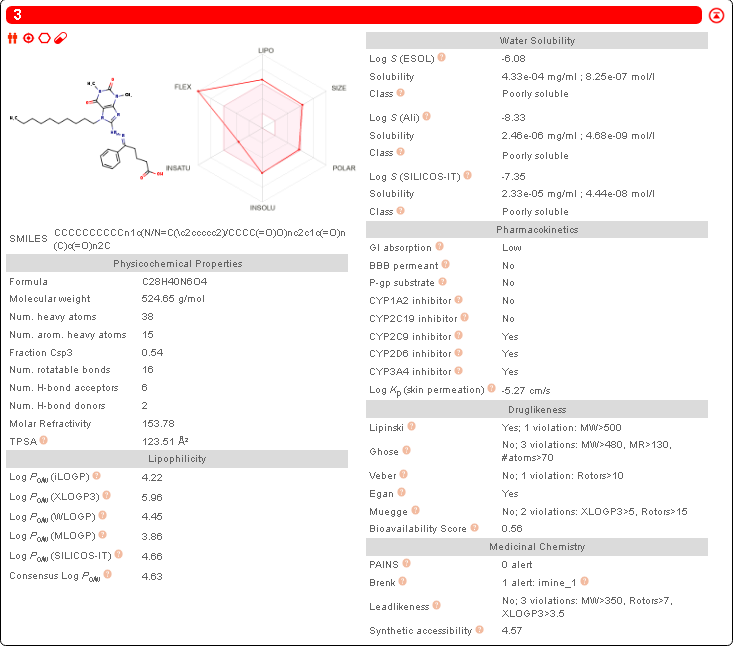 3
LIPO
FLEX
SIZE
INSATU
POLAR
INSOLU
SMILES CCCCCCCCCCn1c(N/N=C(\c2ccccc2)/CCCC(=O)O)nc2c1c(=O)n
(C)c(=O)n2C
Physicochemical Properties
Formula C28H40N6O4
Molecular weight 524.65 g/mol
Num. heavy atoms 38
Num. arom. heavy atoms 15
Fraction Csp3 0.54
Num. rotatable bonds 16
Num. H-bond acceptors 6
Num. H-bond donors 2
Molar Refractivity 153.78
TPSA ? 123.51 Å²
Lipophilicity
Log Po/w (iLOGP) ? 4.22
Log Po/w (XLOGP3) ? 5.96
Log Po/w (WLOGP) ? 4.45
Log Po/w (MLOGP) ? 3.86
Log Po/w (SILICOS-IT) ? 4.66
Consensus Log Po/w ? 4.63
Water Solubility
Log S (ESOL) ? -6.08
Solubility 4.33e-04 mg/ml ; 8.25e-07 mol/l
Class ? Poorly soluble
Log S (Ali) ? -8.33
Solubility 2.46e-06 mg/ml ; 4.68e-09 mol/l
Class ? Poorly soluble
Log S (SILICOS-IT) ? -7.35
Solubility 2.33e-05 mg/ml ; 4.44e-08 mol/l
Class ? Poorly soluble
Pharmacokinetics
GI absorption ? Low
BBB permeant ? No
P-gp substrate ? No
CYP1A2 inhibitor ? No
CYP2C19 inhibitor ? No
CYP2C9 inhibitor ? Yes
CYP2D6 inhibitor ? Yes
CYP3A4 inhibitor ? Yes
Log Kp (skin permeation) ? -5.27 cm/s
Druglikeness
Lipinski ? Yes; 1 violation: MW>500
Ghose ? No; 3 violations: MW>480, MR>130,
#atoms>70
Veber ? No; 1 violation: Rotors>10
Egan ? Yes
Muegge ? No; 2 violations: XLOGP3>5, Rotors>15
Bioavailability Score ? 0.56
Medicinal Chemistry
PAINS ? 0 alert
Brenk ? 1 alert: imine_1 ?
Leadlikeness ? No; 3 violations: MW>350, Rotors>7,
XLOGP3>3.5
Synthetic accessibility ? 4.57